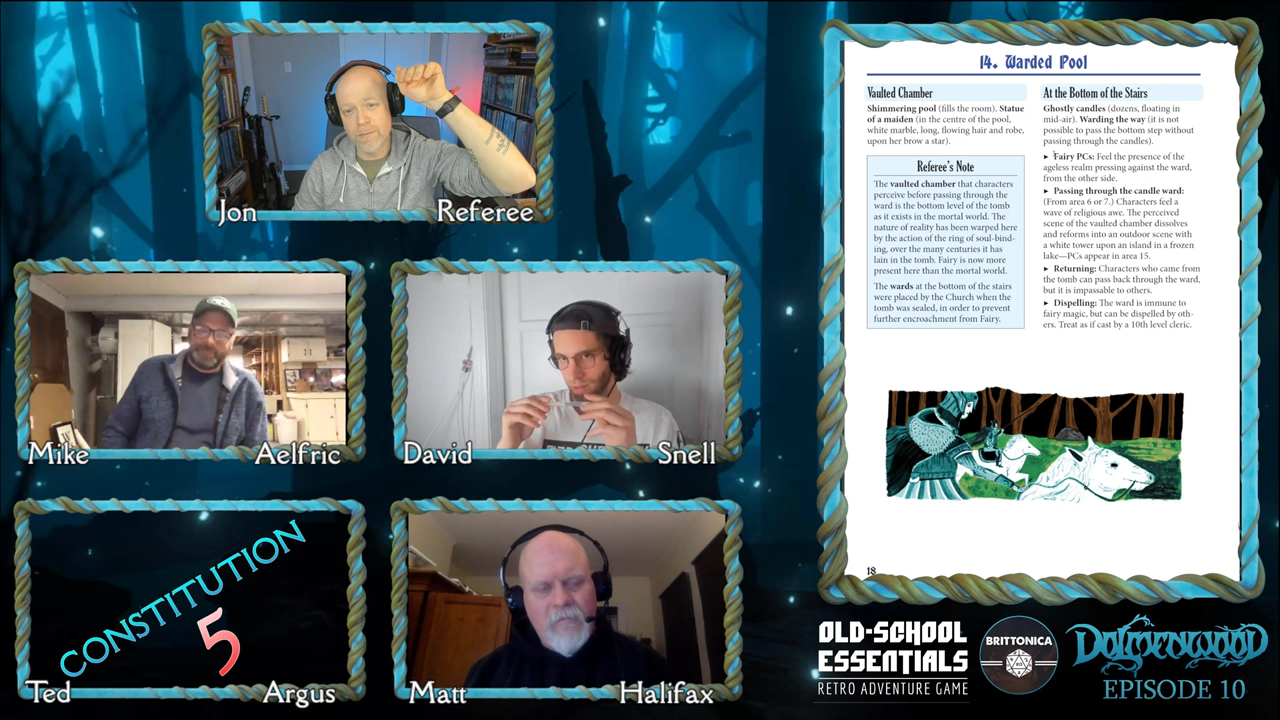 Jon Referee
Mike Aelfric
David Snell
CONSTITUTION
5
Ted Argus
Matt Halifax
14. Warded Pool
Vaulted Chamber
Shimmering pool (fills the room). Statue
of a maiden (in the centre of the pool,
white marble, long, flowing hair and robe,
upon her brow a star).
Referee's Note
The vaulted chamber that characters
perceive before passing through the
ward is the bottom level of the tomb
as it exists in the mortal world. The
nature of reality has been warped here
by the action of the ring of soul-bind-
ing, over the many centuries it has
lain in the tomb. Fairy is now more
present here than the mortal world.
The wards at the bottom of the stairs
were placed by the Church when the
tomb was sealed, in order to prevent
further encroachment from Fairy.
At the Bottom of the Stairs
Ghostly candles (dozens, floating in
mid-air). Warding the way (it is not
possible to pass the bottom step without
passing through the candles).
► Fairy PCs: Feel the presence of the
ageless realm pressing against the ward,
from the other side.
► Passing through the candle ward:
(From area 6 or 7.) Characters feel a
wave of religious awe. The perceived
scene of the vaulted chamber dissolves
and reforms into an outdoor scene with
a white tower upon an island in a frozen
lake—PCs appear in area 15.
► Returning: Characters who came from
the tomb can pass back through the ward,
but it is impassable to others.
► Dispelling: The ward is immune to
fairy magic, but can be dispelled by oth-
ers. Treat as if cast by a 10th level cleric.
18
OLD-SCHOOL
ESSENTIALS
RETRO ADVENTURE GAME
BRITTONICA
DOLMENWOOD
EPISODE 10